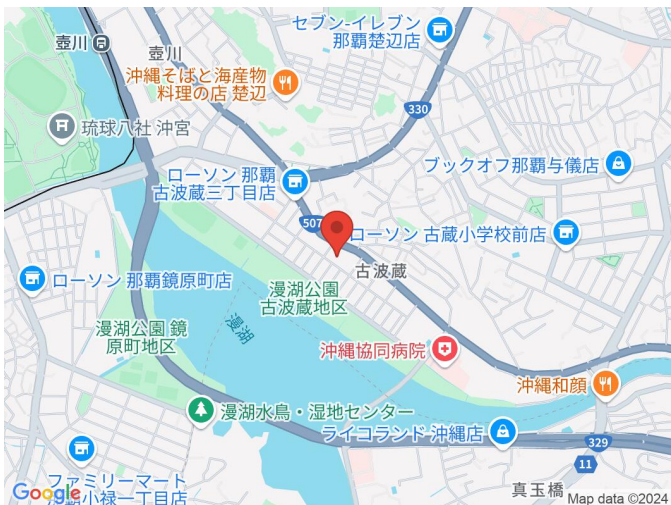 セブン-イレブン
那覇楚辺店
壺川
壺川
沖縄そばと海産物
料理の店 楚辺
330
琉球八社 沖宮
ブックオフ那覇与儀店
ローソン 那覇
古波蔵三丁目店
507
ローソン 古蔵小学校前店
古波蔵
ローソン 那覇鏡原町店
漫湖公園
古波蔵地区
漫湖
漫湖公園 鏡
原町地区
沖縄協同病院
沖縄和顔
漫湖水鳥・湿地センター
ライコランド 沖縄店
329
11
ファミリーマート
小禄一丁目店
真玉橋
Google
Map data ©2024